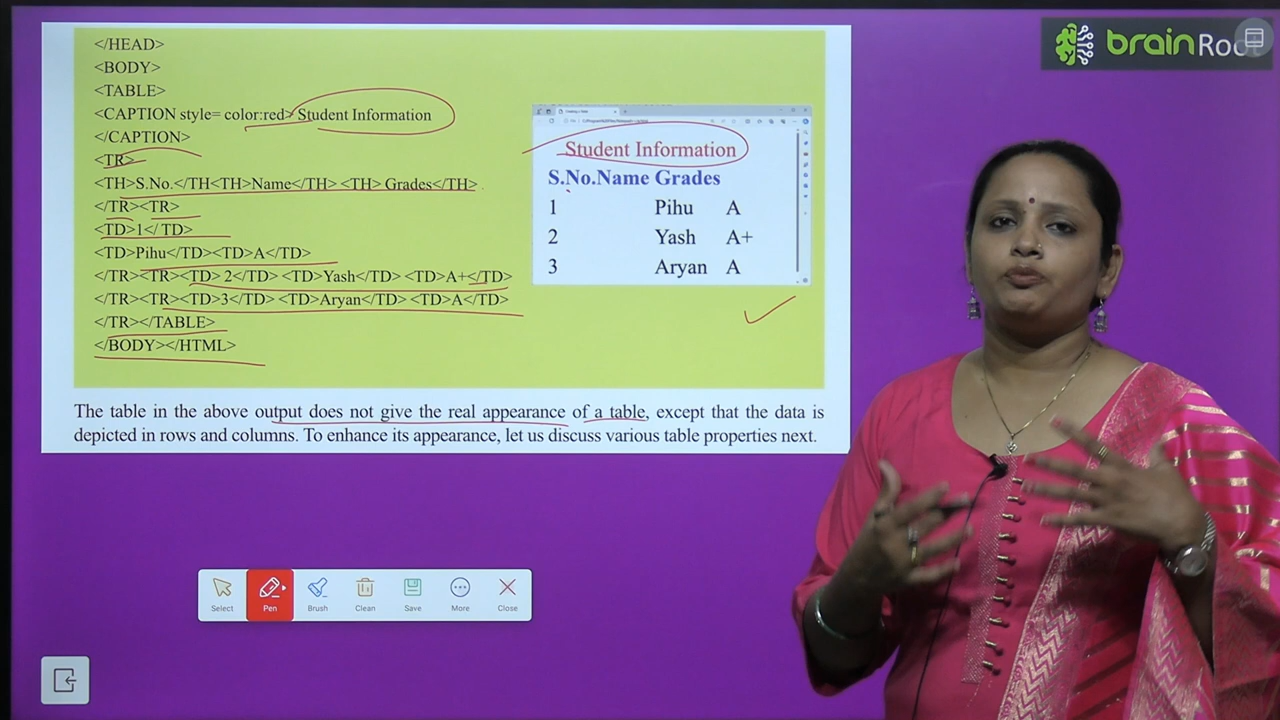 </HEAD>
<BODY>
<TABLE>
<CAPTION style= color:red> Student Information
</CAPTION>
<TR>
<TH>S.No.</TH<TH>Name</TH> <TH> Grades</TH>
</TR><TR>
<TD>1</ TD>
<TD>Pihu</TD><TD>A</TD>
</TR><TR><TD> 2</TD> <TD>Yash</TD> <TD>A+</TD>
</TR><TR><TD>3</TD> <TD>Aryan</TD> <TD>A</TD>
</TR></TABLE>
</BODY></HTML>
Student Information
S.No.Name Grades
1 Pihu A
2 Yash A+
3 Aryan A
The table in the above output does not give the real appearance of a table, except that the data is
depicted in rows and columns. To enhance its appearance, let us discuss various table properties next.
brainRoot
Select Pen Brush Clean Save More Close